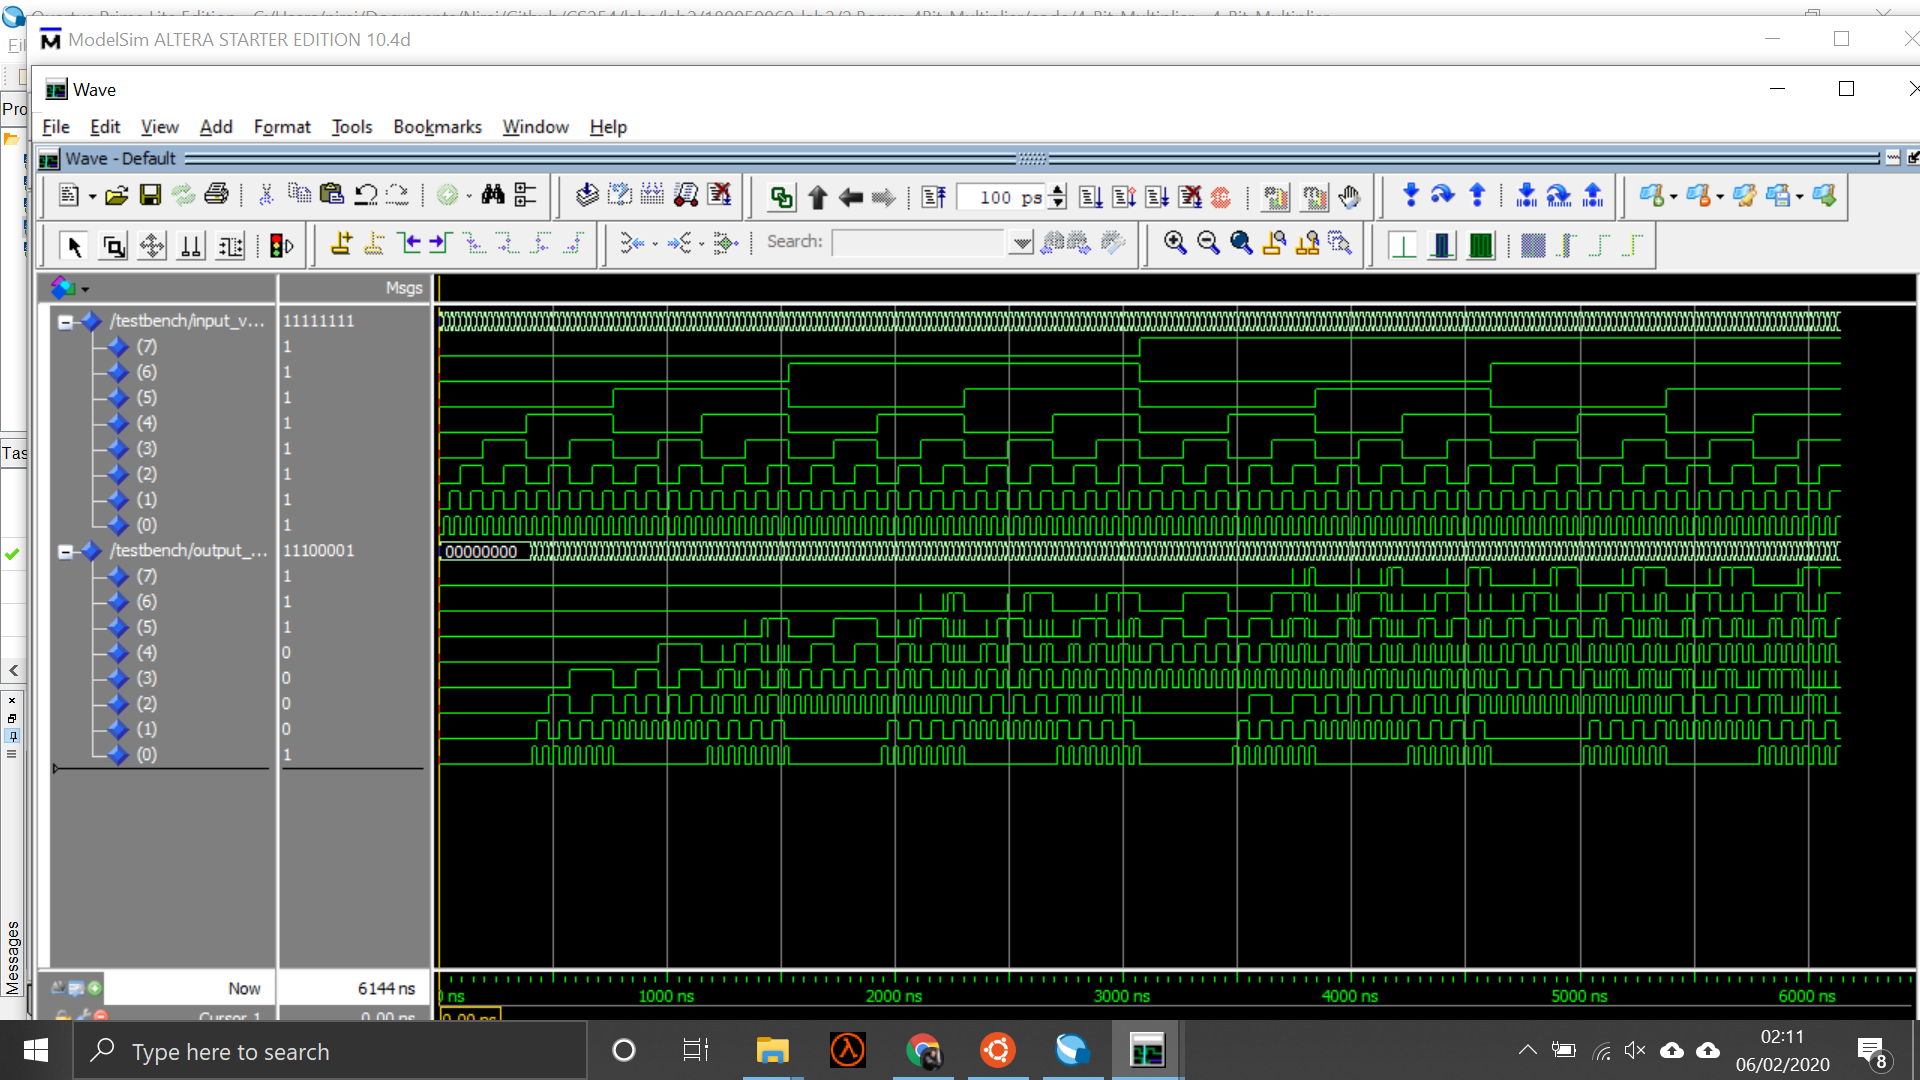 ModelSim ALTERA STARTER EDITION 10.4d
Wave
File Edit View Add Format Tools Bookmarks Window Help
Wave - Default
100 ps
Search:
Msgs
/testbench/input_v... 11111111
(7) 1
(6) 1
(5) 1
(4) 1
(3) 1
(2) 1
(1) 1
(0) 1
/testbench/output_... 11100001
00000000
(7) 1
(6) 1
(5) 1
(4) 0
(3) 0
(2) 0
(1) 0
(0) 1
Now 6144 ns
ns 1000 ns 2000 ns 3000 ns 4000 ns 5000 ns 6000 ns
Cursor 1 0.00 ns
0.00 ns
Pro
Tas
Messages
Type here to search
02:11
06/02/2020
8